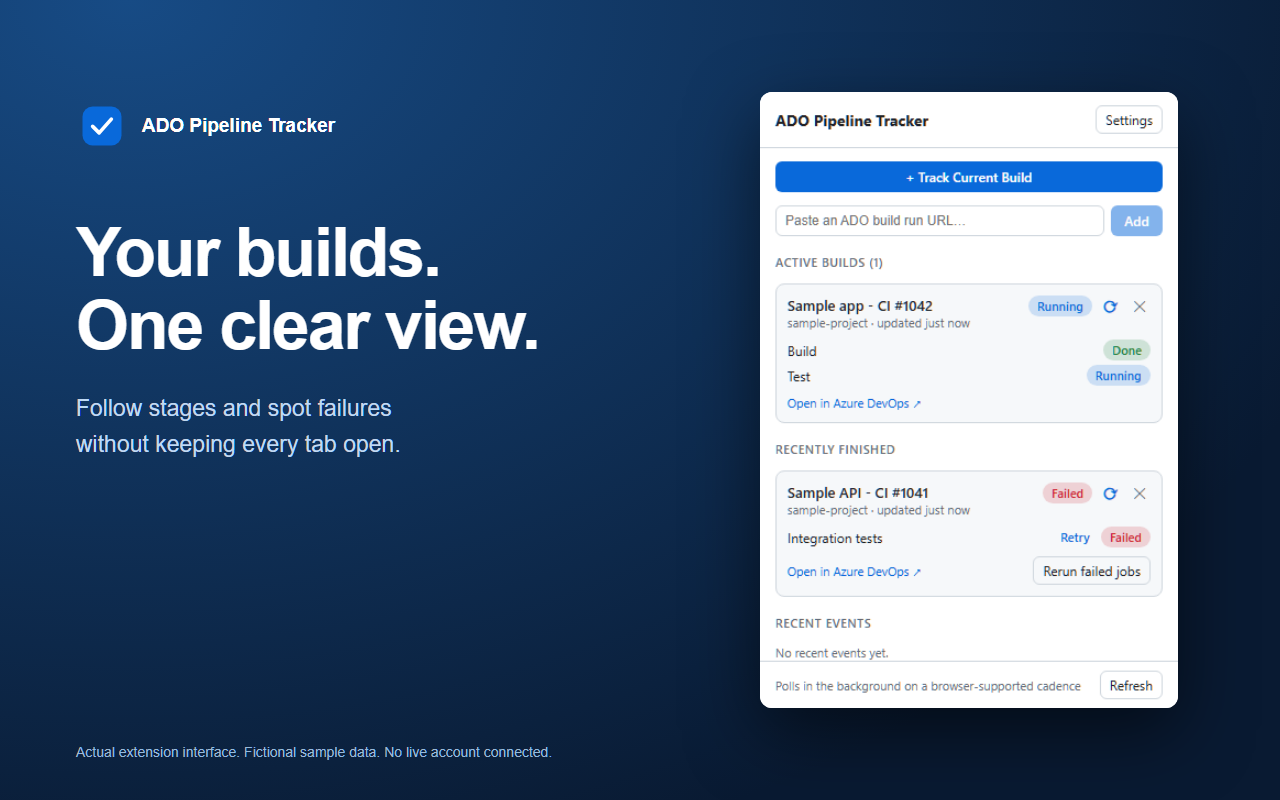 ADO Pipeline Tracker
Your builds.
One clear view.
Follow stages and spot failures
without keeping every tab open.
Actual extension interface. Fictional sample data. No live account connected.
ADO Pipeline Tracker
Settings
+ Track Current Build
Paste an ADO build run URL...
Add
ACTIVE BUILDS (1)
Sample app - CI #1042
Running
sample-project · updated just now
Build
Done
Test
Running
Open in Azure DevOps ↗
RECENTLY FINISHED
Sample API - CI #1041
Failed
sample-project · updated just now
Integration tests
Retry
Failed
Open in Azure DevOps ↗
Rerun failed jobs
RECENT EVENTS
No recent events yet.
Polls in the background on a browser-supported cadence
Refresh